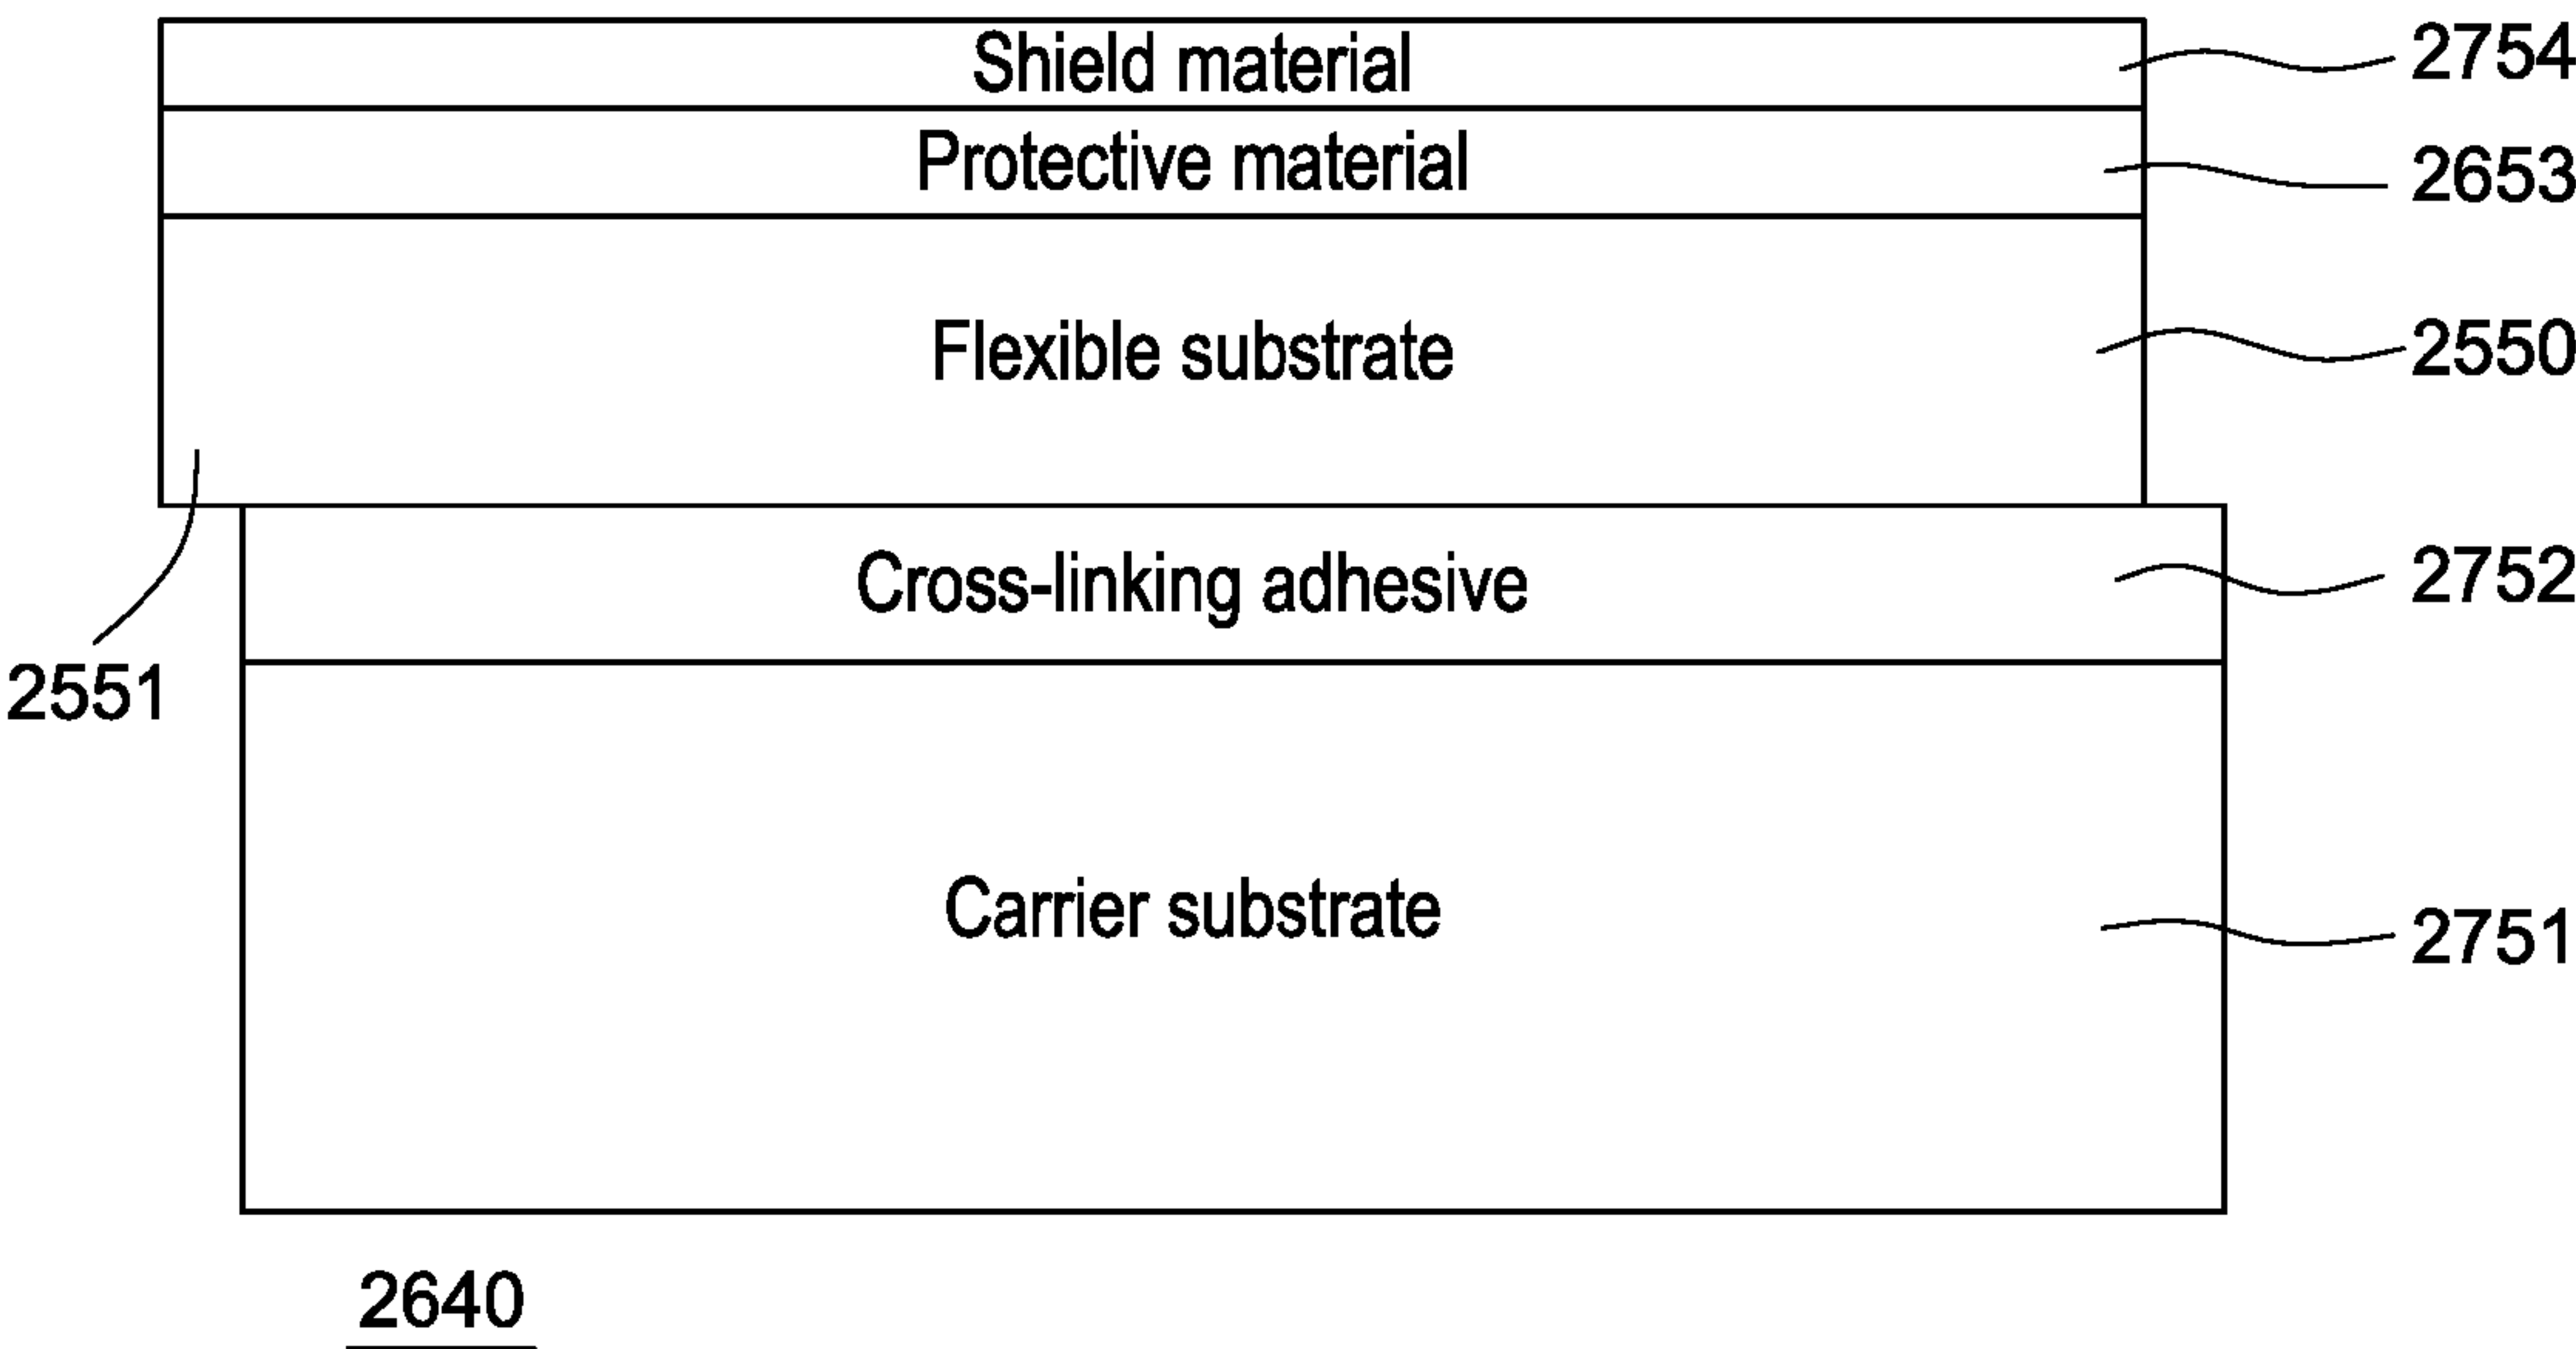 Shield material 2754
Protective material 2653
Flexible substrate 2550
Cross-linking adhesive 2752
2551
Carrier substrate 2751
2640